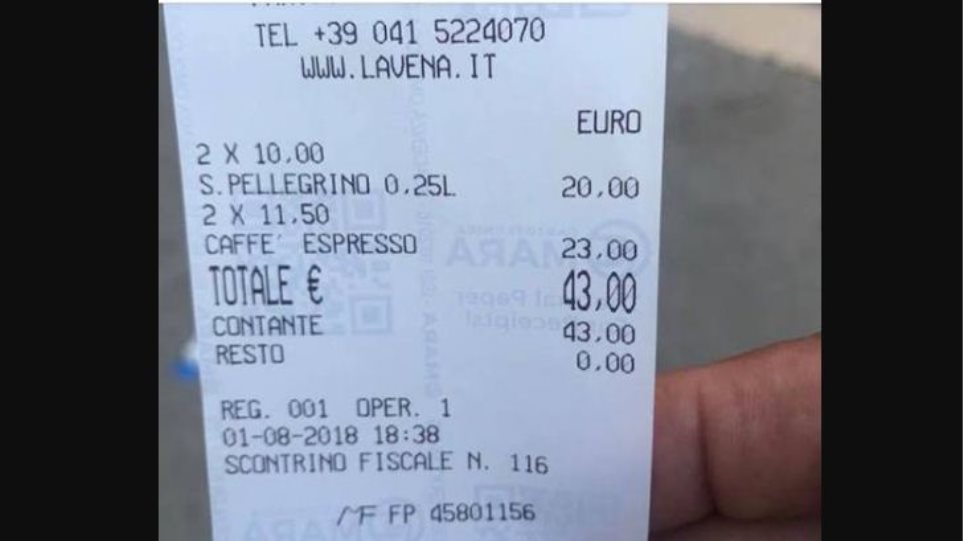 TEL +39 041 5224070
WWW.LAVENA.IT
EURO
2 X 10,00
S.PELLEGRINO 0,25L 20,00
2 X 11,50
CAFFE' ESPRESSO 23,00
TOTALE € 43,00
CONTANTE 43,00
RESTO 0,00
REG. 001 OPER. 1
01-08-2018 18:38
SCONTRINO FISCALE N. 116
MF FP 45801156